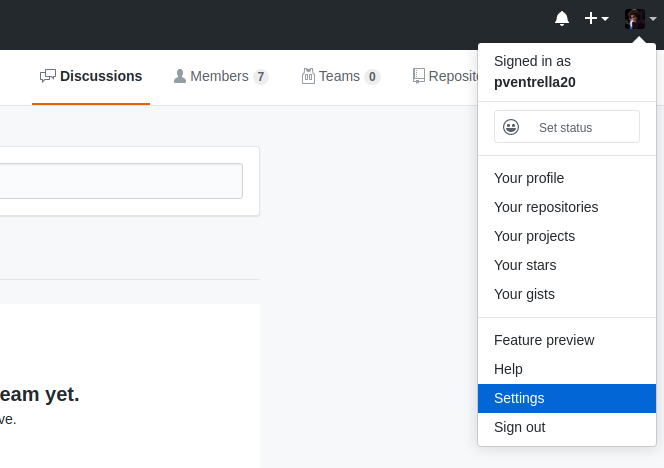 Signed in as
pventrella20
Discussions Members 7 Teams 0 Reposito
Set status
Your profile
Your repositories
Your projects
Your stars
Your gists
Feature preview
Help
Settings
Sign out
eam yet.
ve.